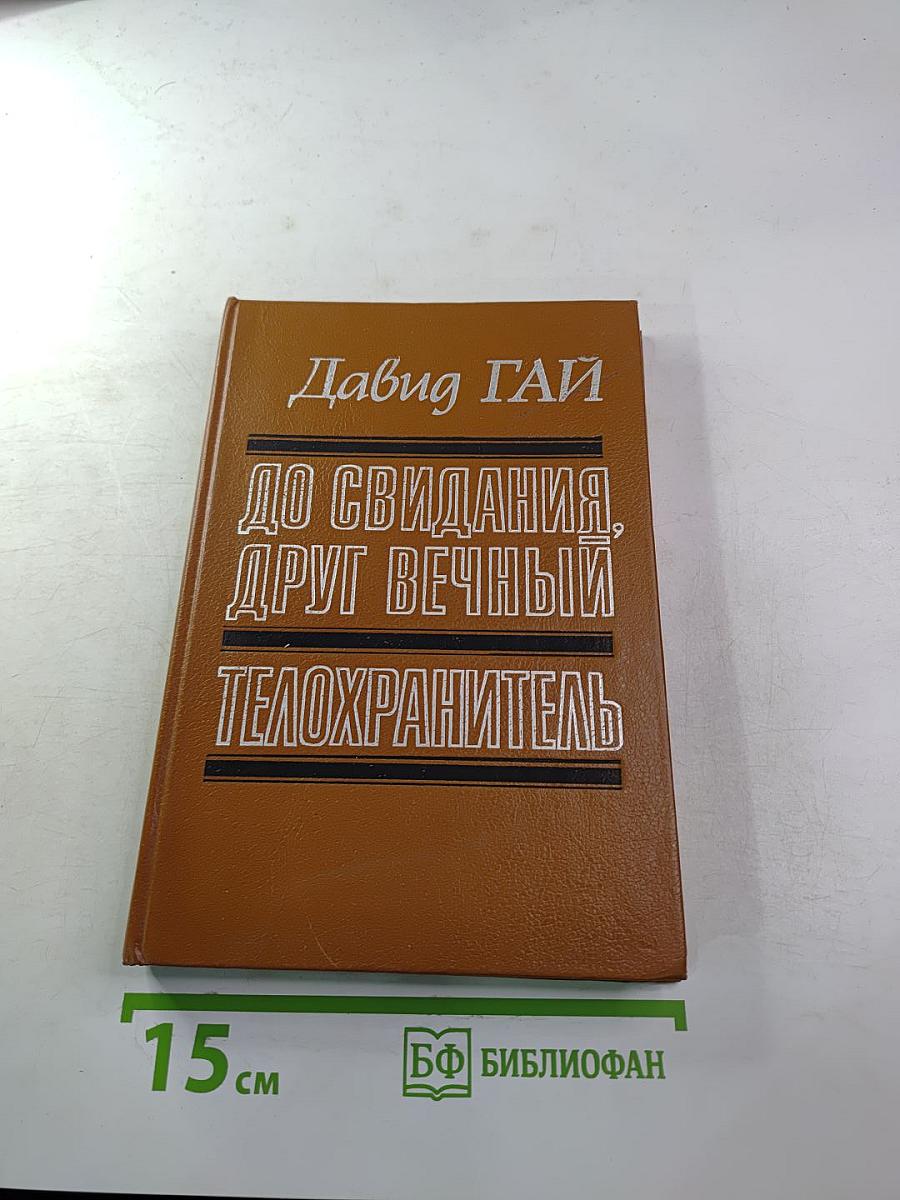 Давид ГАЙ
ДО СВИДАНИЯ,
ДРУГ ВЕЧНЫЙ
ТЕЛОХРАНИТЕЛЬ
15 см
БФ БИБЛИОФАН